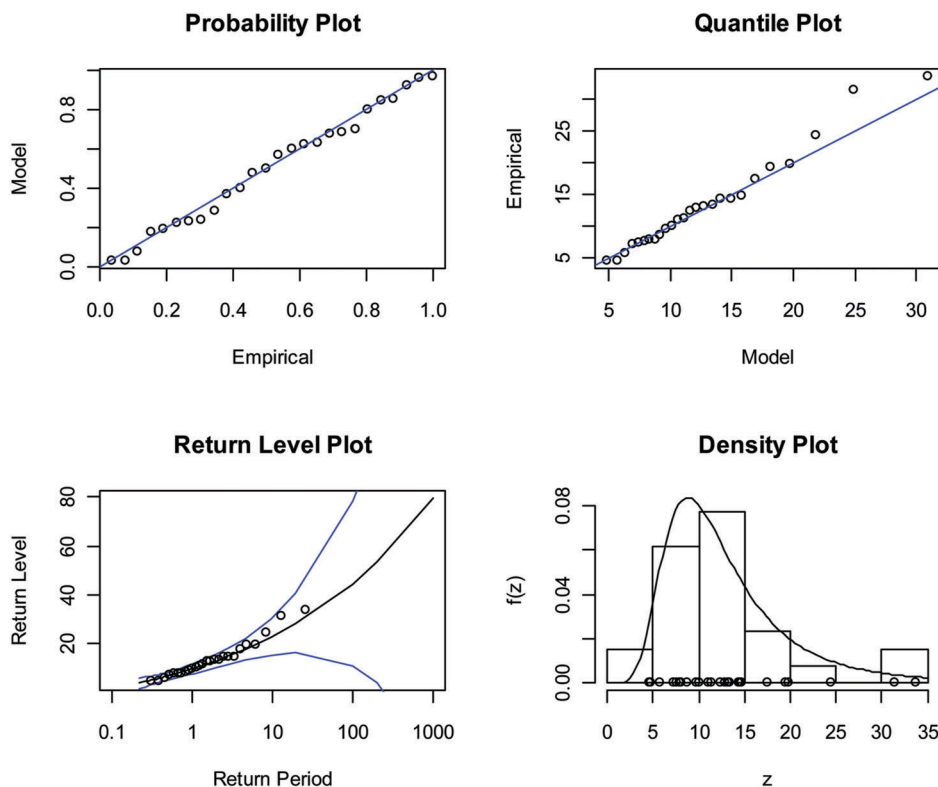 Probability Plot
Model
0.0 0.4 0.8
0.0 0.2 0.4 0.6 0.8 1.0
Empirical
Quantile Plot
Empirical
5 15 25
5 10 15 20 25 30
Model
Return Level Plot
Return Level
20 40 60 80
0.1 1 10 100 1000
Return Period
Density Plot
f(z)
0.00 0.04 0.08
0 5 10 15 20 25 30 35
z